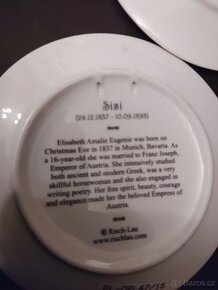 Sisi
(24.12.1837 - 10.09.1898)
Elisabeth Amalie Eugenie was born on
Christmas Eve in 1837 in Munich, Bavaria. As
a 16-year-old she was married to Franz Joseph,
Emperor of Austria. She intensively studied
both ancient and modern Greek, was a very
skillful horsewoman and she also engaged in
writing poetry. Her free spirit, beauty, courage
and elegance made her the beloved Empress of
Austria.
© Risch-Lau
www.rischlau.com